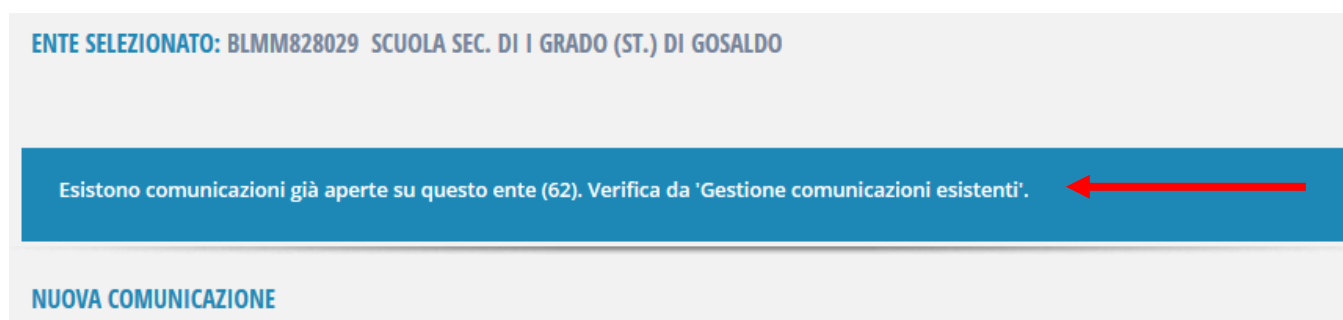 ENTE SELEZIONATO: BLMM828029 SCUOLA SEC. DI I GRADO (ST.) DI GOSALDO
Esistono comunicazioni già aperte su questo ente (62). Verifica da 'Gestione comunicazioni esistenti'.
NUOVA COMUNICAZIONE